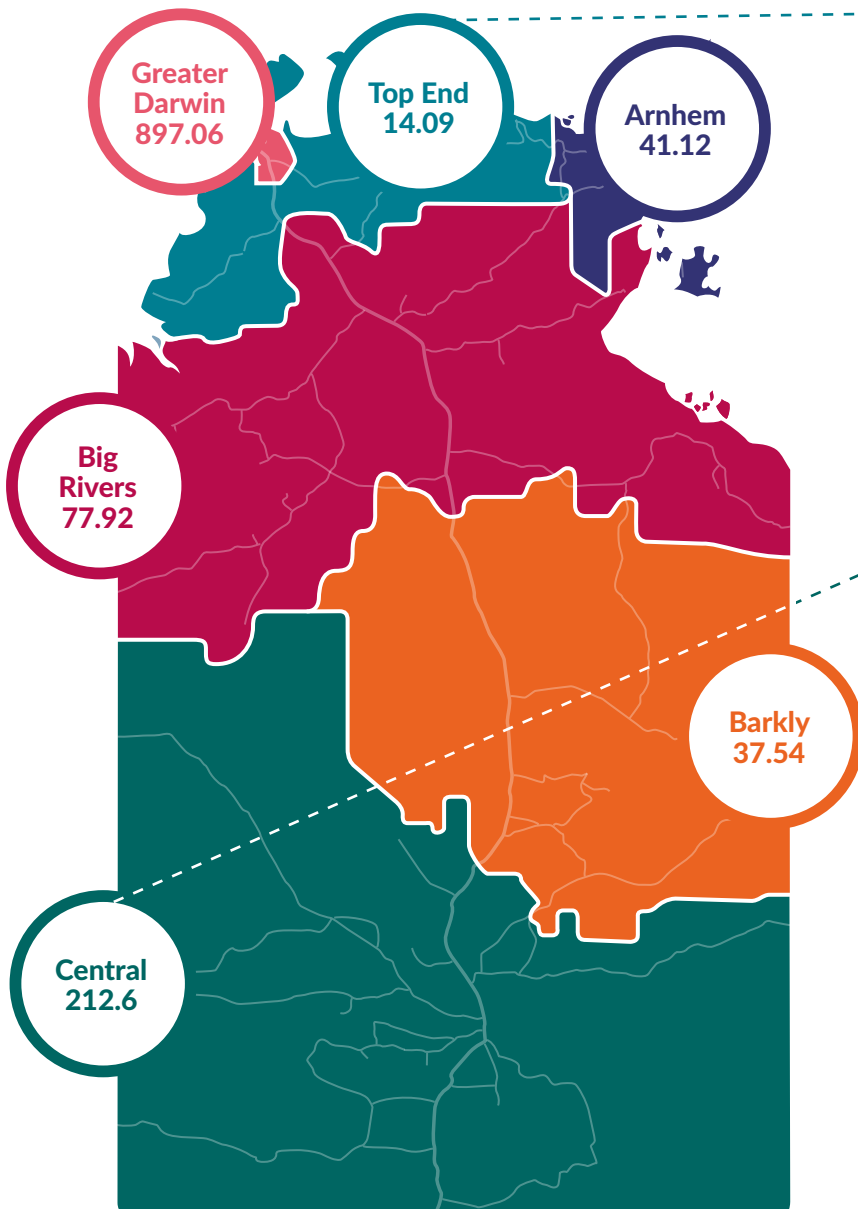 Greater
Darwin
897.06
Top End
14.09
Arnhem
41.12
Big
Rivers
77.92
Barkly
37.54
Central
212.6